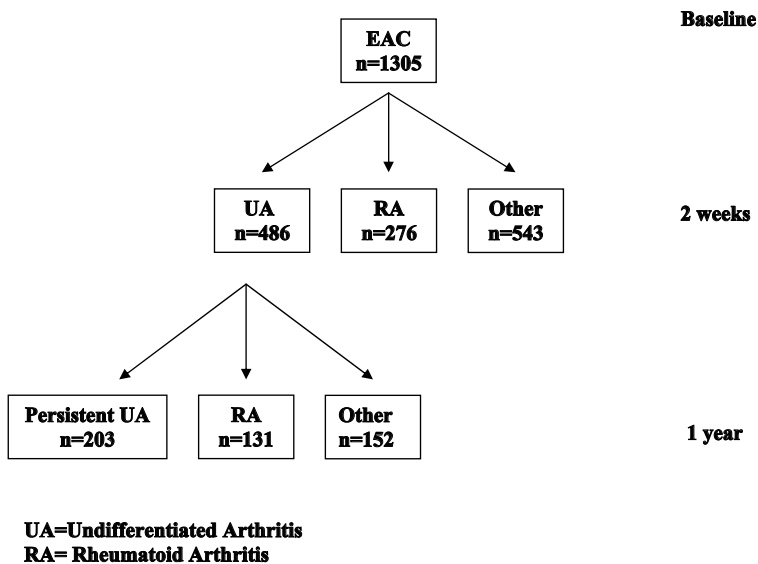 Baseline
EAC
n=1305
UA
n=486
RA
n=276
Other
n=543
2 weeks
Persistent UA
n=203
RA
n=131
Other
n=152
1 year
UA=Undifferentiated Arthritis
RA= Rheumatoid Arthritis